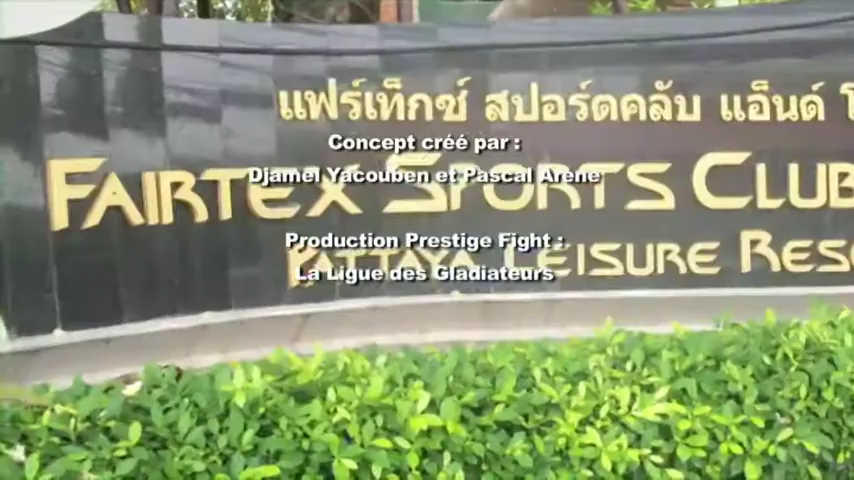 แฟร์เท็กซ์ สปอร์ตคลับ แอ็นด์
Concept créé par :
Djamel Yacouben et Pascal Arene
FAIRTEX SPORTS CLUB
Production Prestige Fight :
PATTAYA LEISURE
La Ligue des Gladiateurs